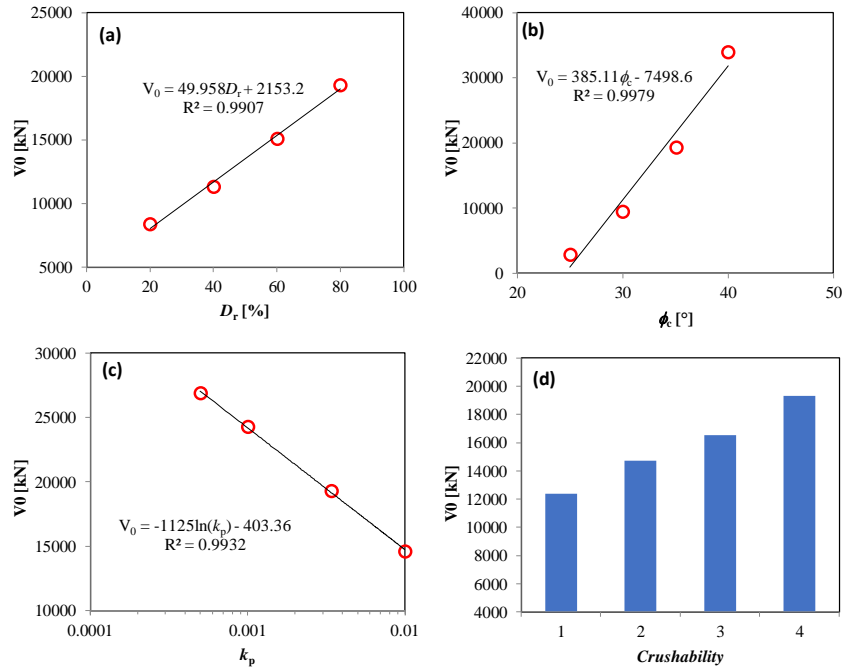 (a)
V₀ = 49.958Dᵣ + 2153.2
R² = 0.9907
V0 [kN]
25000
20000
15000
10000
5000
0 20 40 60 80 100
Dᵣ [%]
(b)
V₀ = 385.11ϕc - 7498.6
R² = 0.9979
V0 [kN]
40000
30000
20000
10000
0
20 30 40 50
ϕc [°]
(c)
V₀ = -1125ln(kₚ) - 403.36
R² = 0.9932
V0 [kN]
30000
25000
20000
15000
10000
0.0001 0.001 0.01
kₚ
(d)
V0 [kN]
22000
20000
18000
16000
14000
12000
10000
8000
6000
4000
1 2 3 4
Crushability